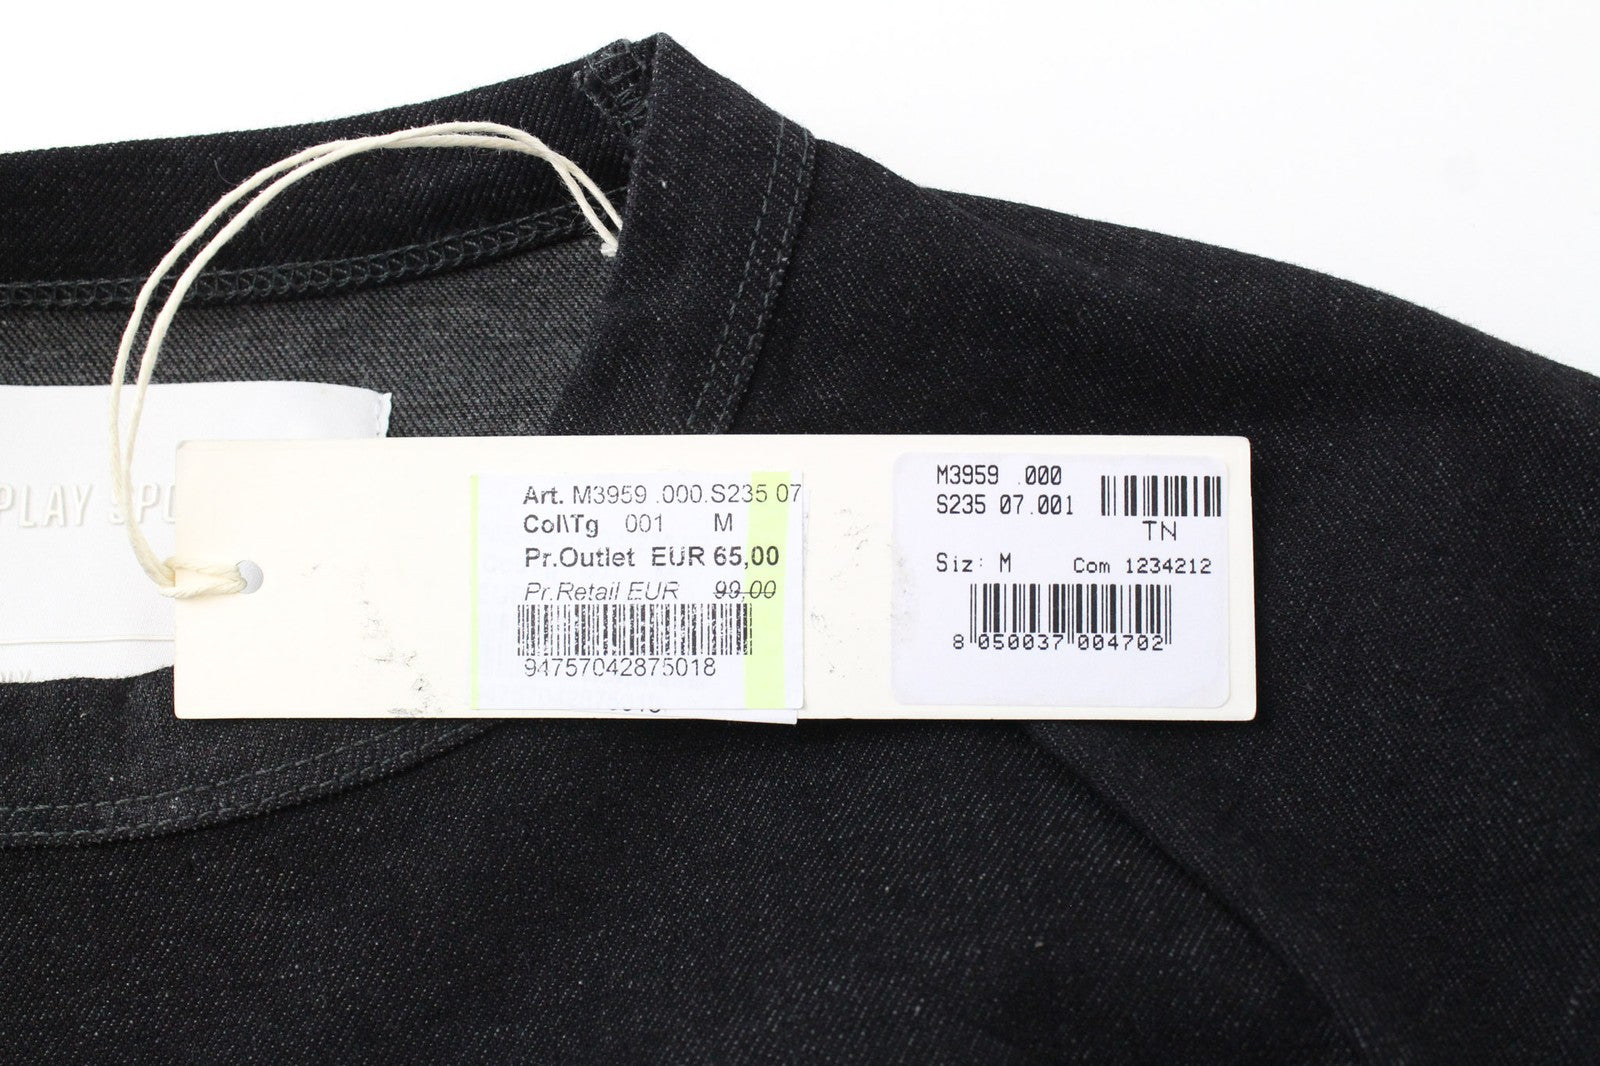 PLAY SPO
Art. M3959 .000.S235 07
Col\Tg 001 M
Pr.Outlet EUR 65,00
Pr.Retail EUR 99,00
94757042875018
M3959 .000
S235 07.001
TN
Siz: M Com 1234212
8 050037 004702